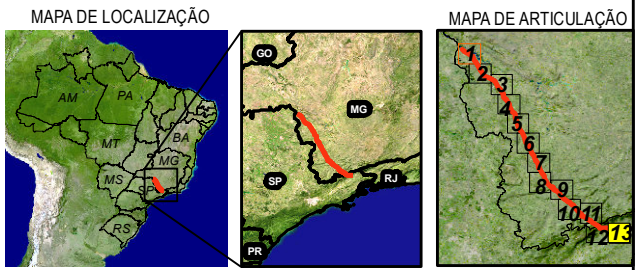 MAPA DE LOCALIZAÇÃO
AM
PA
MT
BA
MG
MS
SP
RS
GO
MG
SP
RJ
PR
MAPA DE ARTICULAÇÃO
1
2
3
4
5
6
7
8
9
10
11
12
13